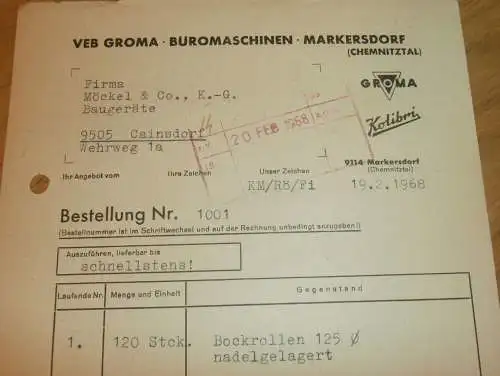 VEB GROMA · BÜROMASCHINEN · MARKERSDORF
(CHEMNITZTAL)
Firma
Möckel & Co., K.-G.
Baugeräte
9505 Cainsdorf
Wehrweg 1a
GROMA
Kolibri
20 FEB 1968
9114 Markersdorf
(Chemnitztal)
Ihr Angebot vom Ihre Zeichen Unser Zeichen
KM/Rö/Fi 19.2.1968
Bestellung Nr. 1001
(Bestellnummer ist im Schriftwechsel und auf der Rechnung unbedingt anzugeben!)
Auszuführen, lieferbar bis
schnellstens!
Laufende Nr. Menge und Einheit Gegenstand
1. 120 Stck. Bockrollen 125 Ø
nadelgelagert